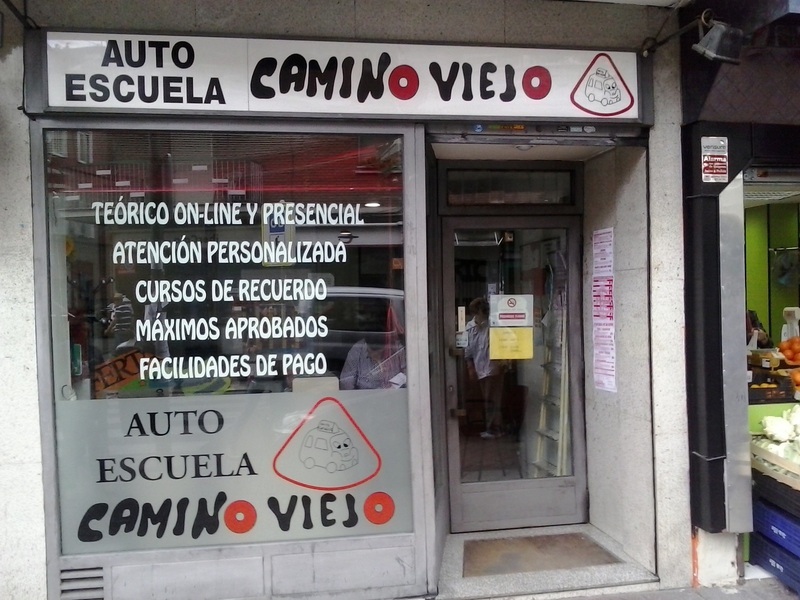 AUTO
ESCUELA
CAMINO VIEJO
TEÓRICO ON-LINE Y PRESENCIAL
ATENCIÓN PERSONALIZADA
CURSOS DE RECUERDO
MÁXIMOS APROBADOS
FACILIDADES DE PAGO
AUTO
ESCUELA
CAMINO VIEJO
Alarma